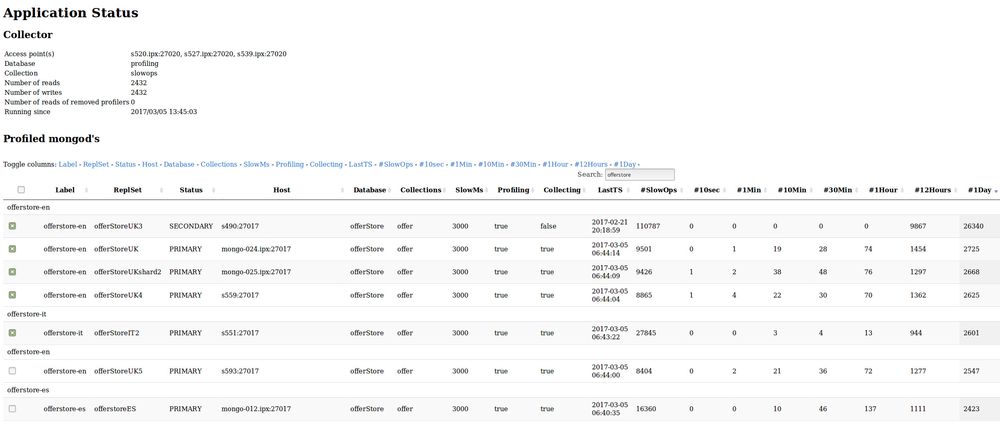 Application Status
Collector
Access point(s) s520.ipx:27020, s527.ipx:27020, s539.ipx:27020
Database profiling
Collection slowops
Number of reads 2432
Number of writes 2432
Number of reads of removed profilers 0
Running since 2017/03/05 13:45:03
Profiled mongod's
Toggle columns: Label - ReplSet - Status - Host - Database - Collections - SlowMs - Profiling - Collecting - LastTS - #SlowOps - #10sec - #1Min - #10Min - #30Min - #1Hour - #12Hours - #1Day -
Search: offerstore
Label ReplSet Status Host Database Collections SlowMs Profiling Collecting LastTS #SlowOps #10sec #1Min #10Min #30Min #1Hour #12Hours #1Day
offerstore-en
offerstore-en offerStoreUK3 SECONDARY s490:27017 offerStore offer 3000 true false 2017-02-21 20:18:59 110787 0 0 0 0 0 9867 26340
offerstore-en offerStoreUK PRIMARY mongo-024.ipx:27017 offerStore offer 3000 true true 2017-03-05 06:44:14 9501 0 1 19 28 74 1454 2725
offerstore-en offerStoreUKshard2 PRIMARY mongo-025.ipx:27017 offerStore offer 3000 true true 2017-03-05 06:44:09 9426 1 2 38 48 76 1297 2668
offerstore-en offerStoreUK4 PRIMARY s559:27017 offerStore offer 3000 true true 2017-03-05 06:44:04 8865 1 4 22 30 70 1362 2625
offerstore-it
offerstore-it offerStoreIT2 PRIMARY s551:27017 offerStore offer 3000 true true 2017-03-05 06:43:22 27845 0 0 3 4 13 944 2601
offerstore-en
offerstore-en offerStoreUK5 PRIMARY s593:27017 offerStore offer 3000 true true 2017-03-05 06:44:00 8404 0 2 21 36 72 1277 2547
offerstore-es
offerstore-es offerstoreES PRIMARY mongo-012.ipx:27017 offerStore offer 3000 true true 2017-03-05 06:40:35 16360 0 0 10 46 137 1111 2423